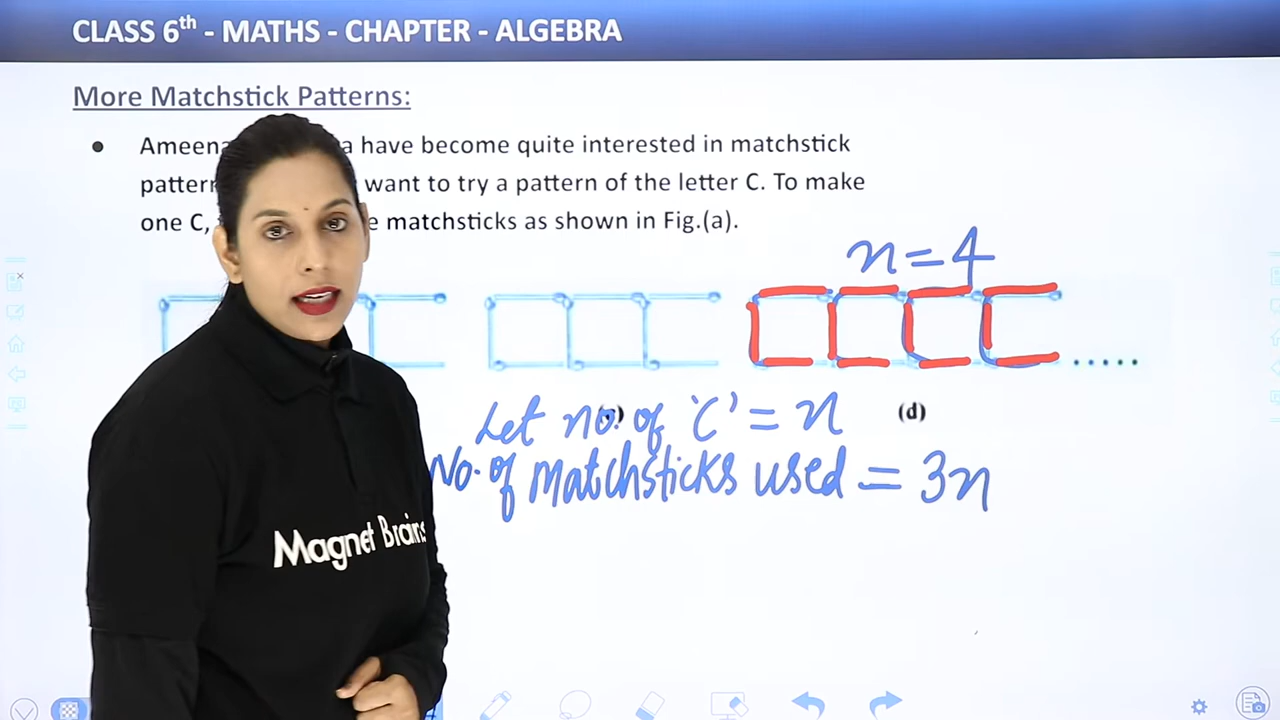 CLASS 6th - MATHS - CHAPTER - ALGEBRA
More Matchstick Patterns:
• Ameena have become quite interested in matchstick
want to try a pattern of the letter C. To make
one C, matchsticks as shown in Fig.(a).
n=4
.....
Let no. of 'C' = n (d)
No. of Matchsticks used = 3n
Magnet Brains